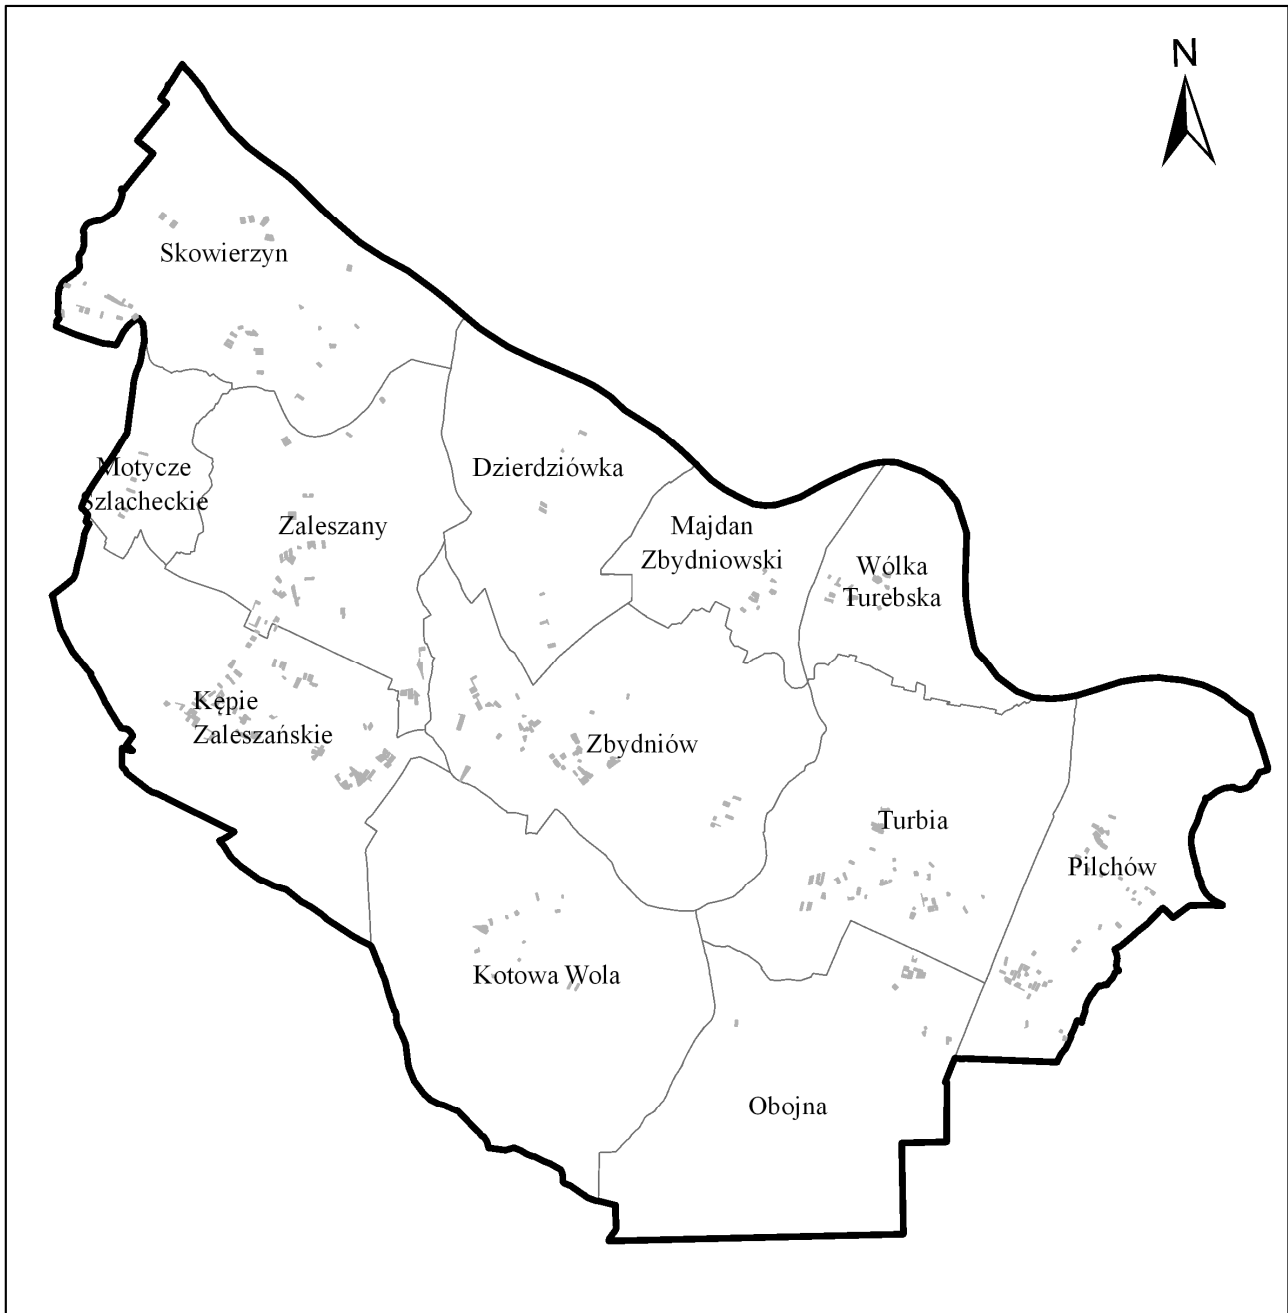 N
Skowierzyn
Motycze
Szlacheckie
Dzierdziówka
Zaleszany
Majdan
Zbydniowski
Wólka
Turebska
Kępie
Zaleszańskie
Zbydniów
Turbia
Pilchów
Kotowa Wola
Obojna